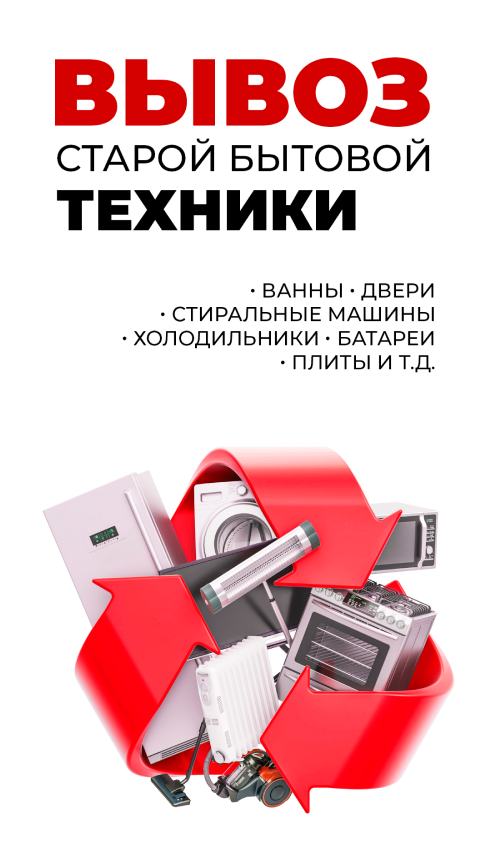 ВЫВОЗ
СТАРОЙ БЫТОВОЙ
ТЕХНИКИ
· ВАННЫ · ДВЕРИ
· СТИРАЛЬНЫЕ МАШИНЫ
· ХОЛОДИЛЬНИКИ · БАТАРЕИ
· ПЛИТЫ И Т.Д.